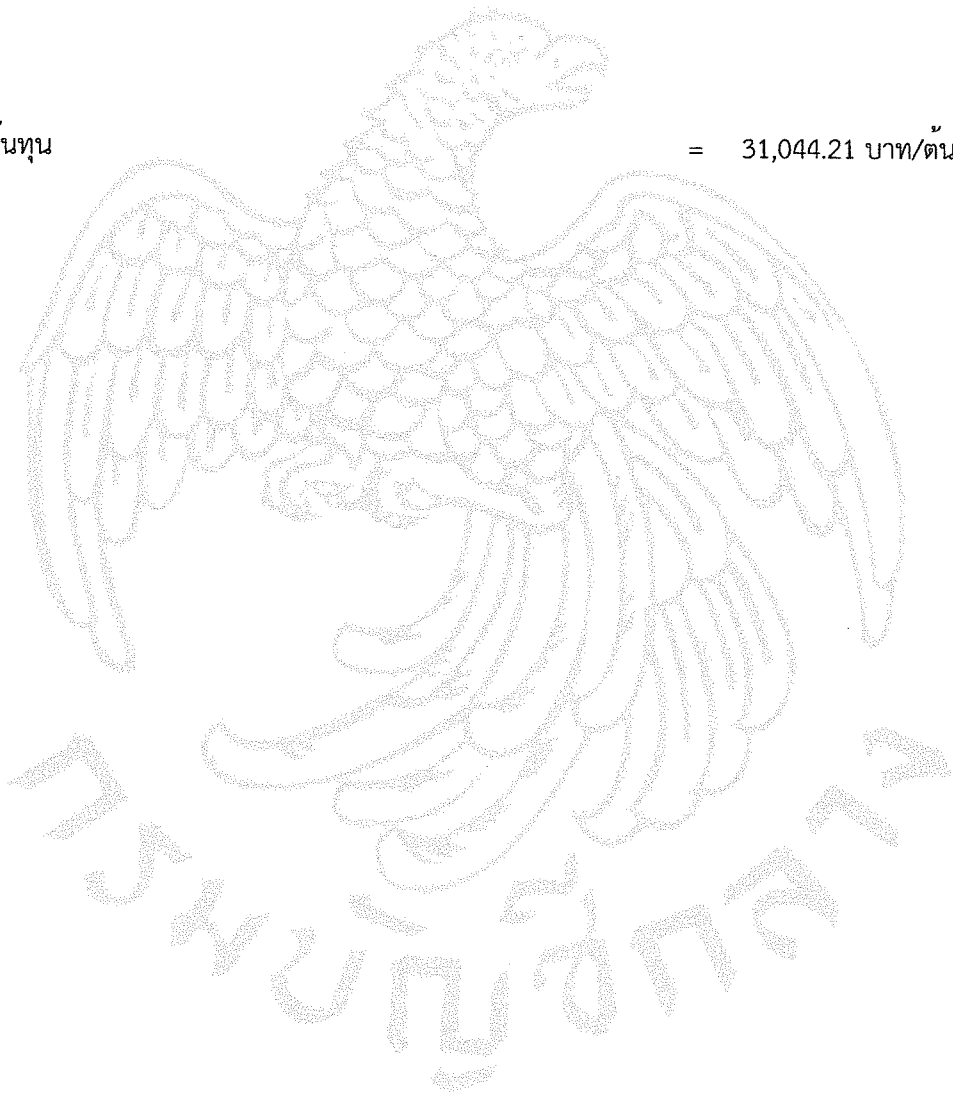 ้นทุน = 31,044.21 บาท/ต้น
กรมบัญชีกลาง